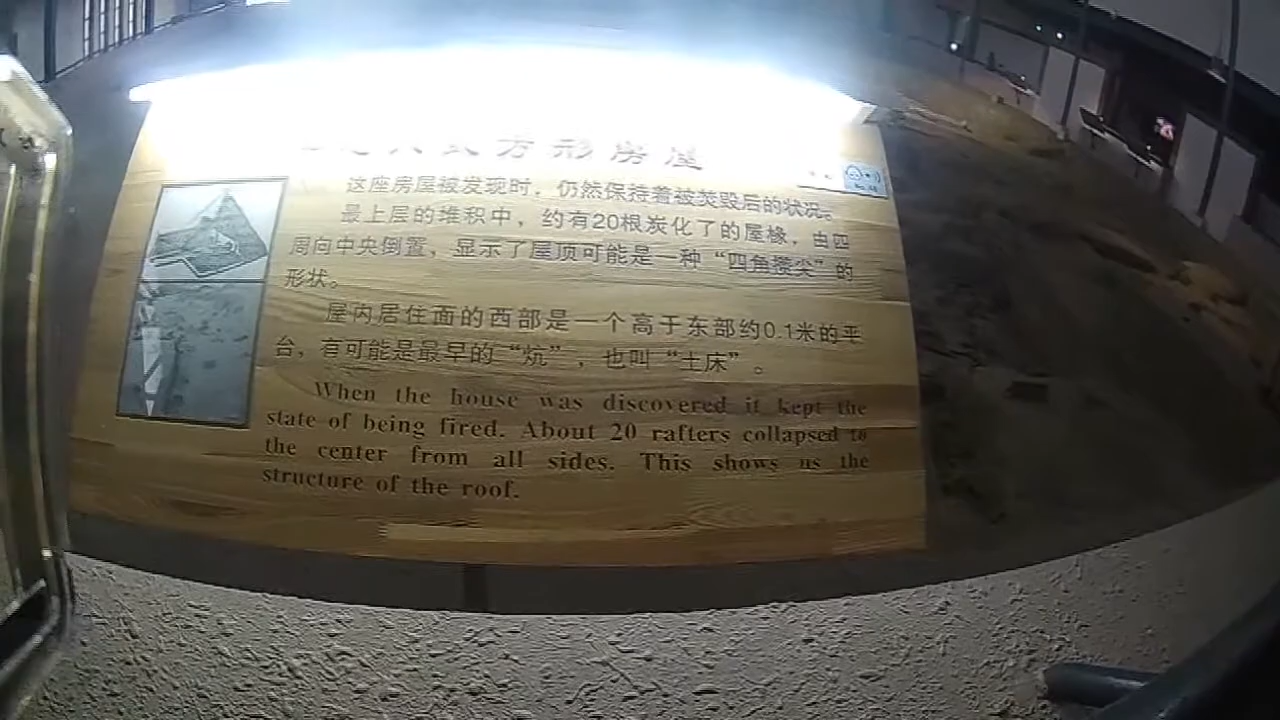 方形房屋
这座房屋被发现时，仍然保持着被焚毁后的状况。
最上层的堆积中，约有20根炭化了的屋椽，由四
周向中央倒置，显示了屋顶可能是一种“四角攒尖”的
形状。
屋内居住面的西部是一个高于东部约0.1米的平
台，有可能是最早的“炕”，也叫“土床”。
When the house was discovered it kept the
state of being fired. About 20 rafters collapsed to
the center from all sides. This shows us the
structure of the roof.